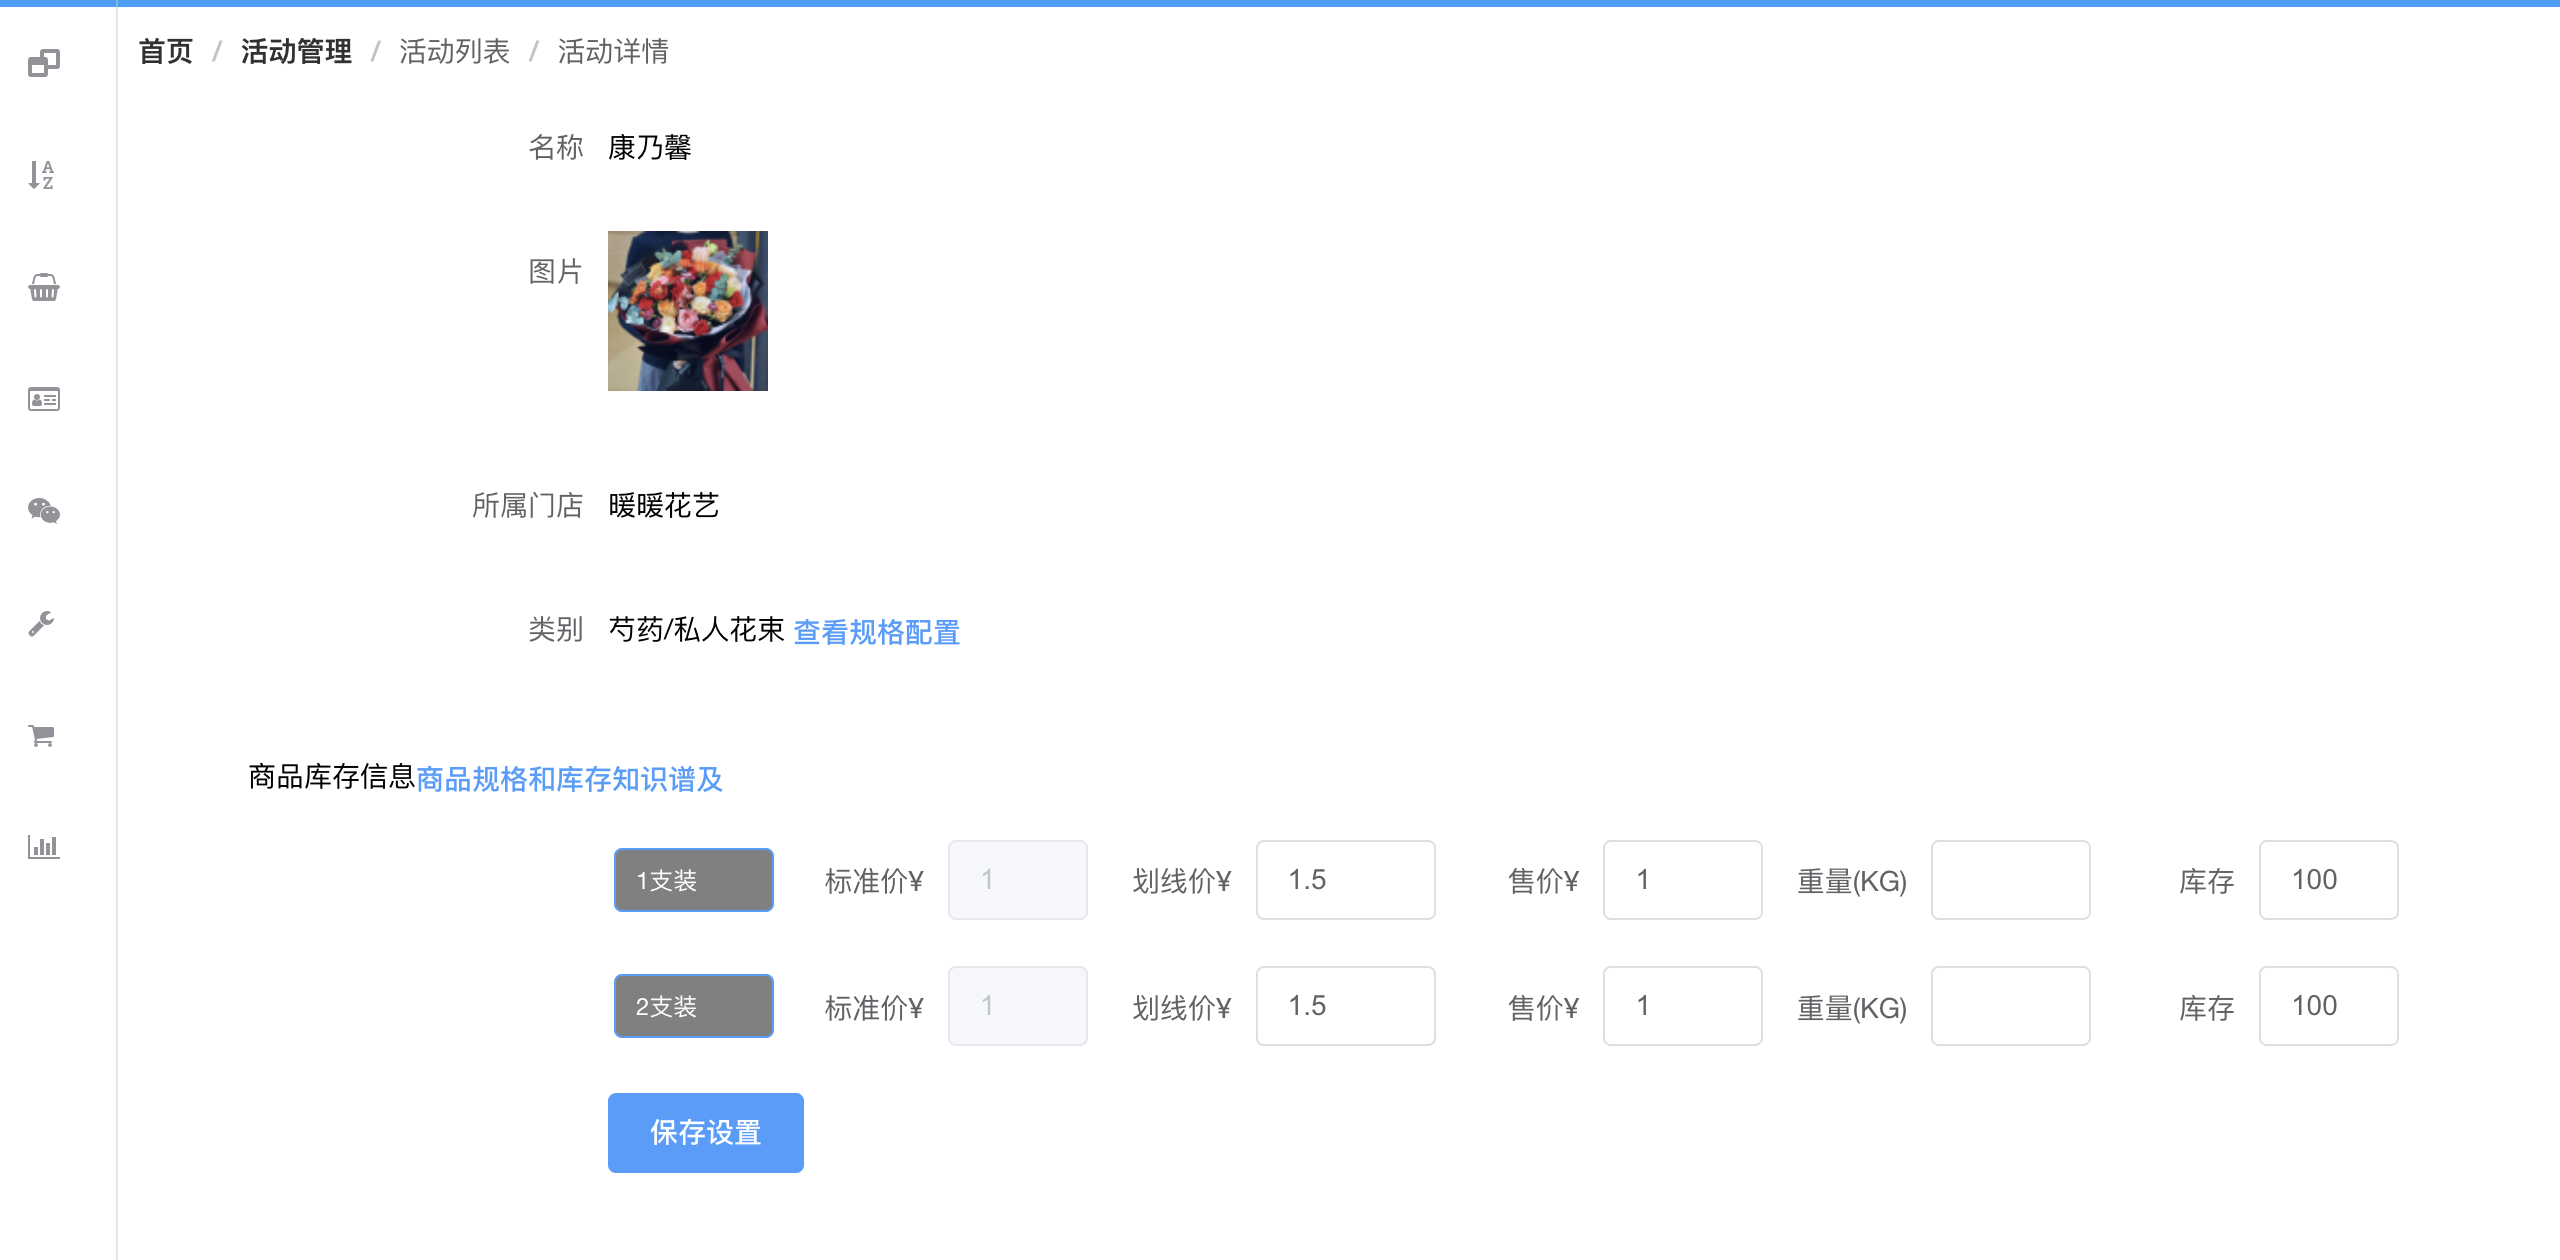 首页 / 活动管理 / 活动列表 / 活动详情
名称 康乃馨
图片
所属门店 暖暖花艺
类别 芍药/私人花束 查看规格配置
商品库存信息商品规格和库存知识谱及
1支装 标准价¥ 1 划线价¥ 1.5 售价¥ 1 重量(KG) 库存 100
2支装 标准价¥ 1 划线价¥ 1.5 售价¥ 1 重量(KG) 库存 100
保存设置